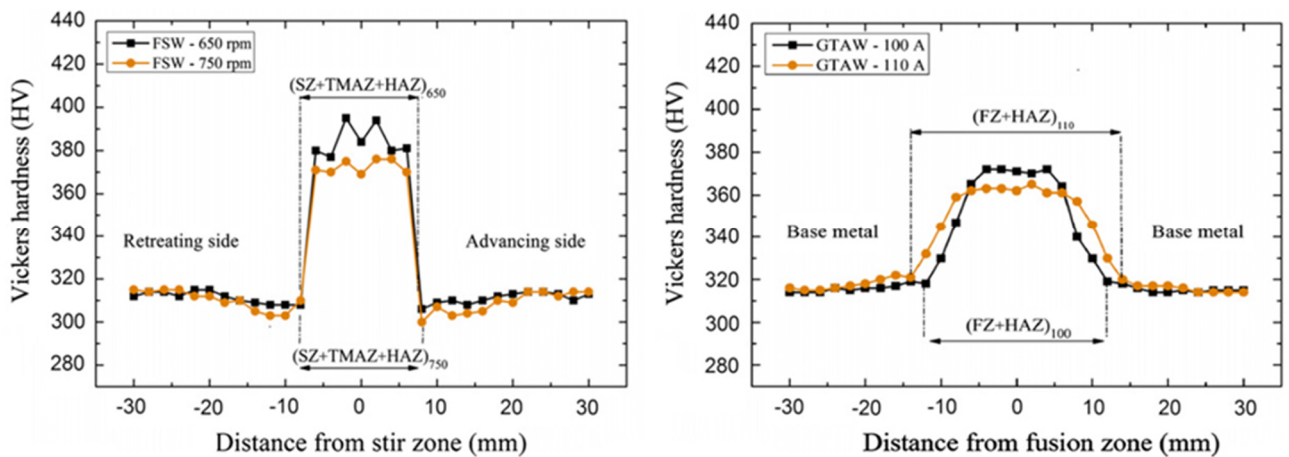 440
420
400
380
360
340
320
300
280
Vickers hardness (HV)
FSW - 650 rpm
FSW - 750 rpm
(SZ+TMAZ+HAZ)650
Retreating side
Advancing side
(SZ+TMAZ+HAZ)750
-30 -20 -10 0 10 20 30
Distance from stir zone (mm)
440
420
400
380
360
340
320
300
280
Vickers hardness (HV)
GTAW - 100 A
GTAW - 110 A
(FZ+HAZ)110
Base metal
Base metal
(FZ+HAZ)100
-30 -20 -10 0 10 20 30
Distance from fusion zone (mm)